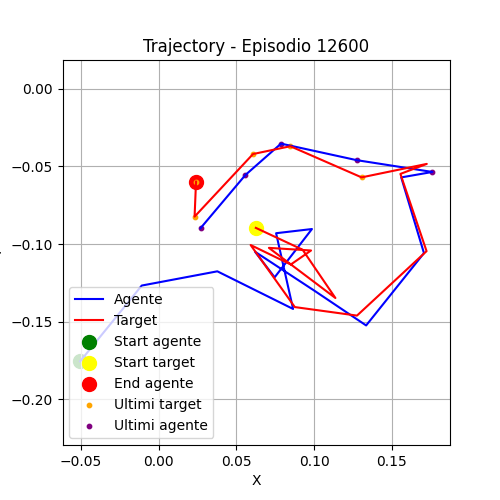 Trajectory - Episodio 12600
0.00
−0.05
−0.10
−0.15
−0.20
Agente
Target
Start agente
Start target
End agente
Ultimi target
Ultimi agente
−0.05
0.00
0.05
0.10
0.15
X